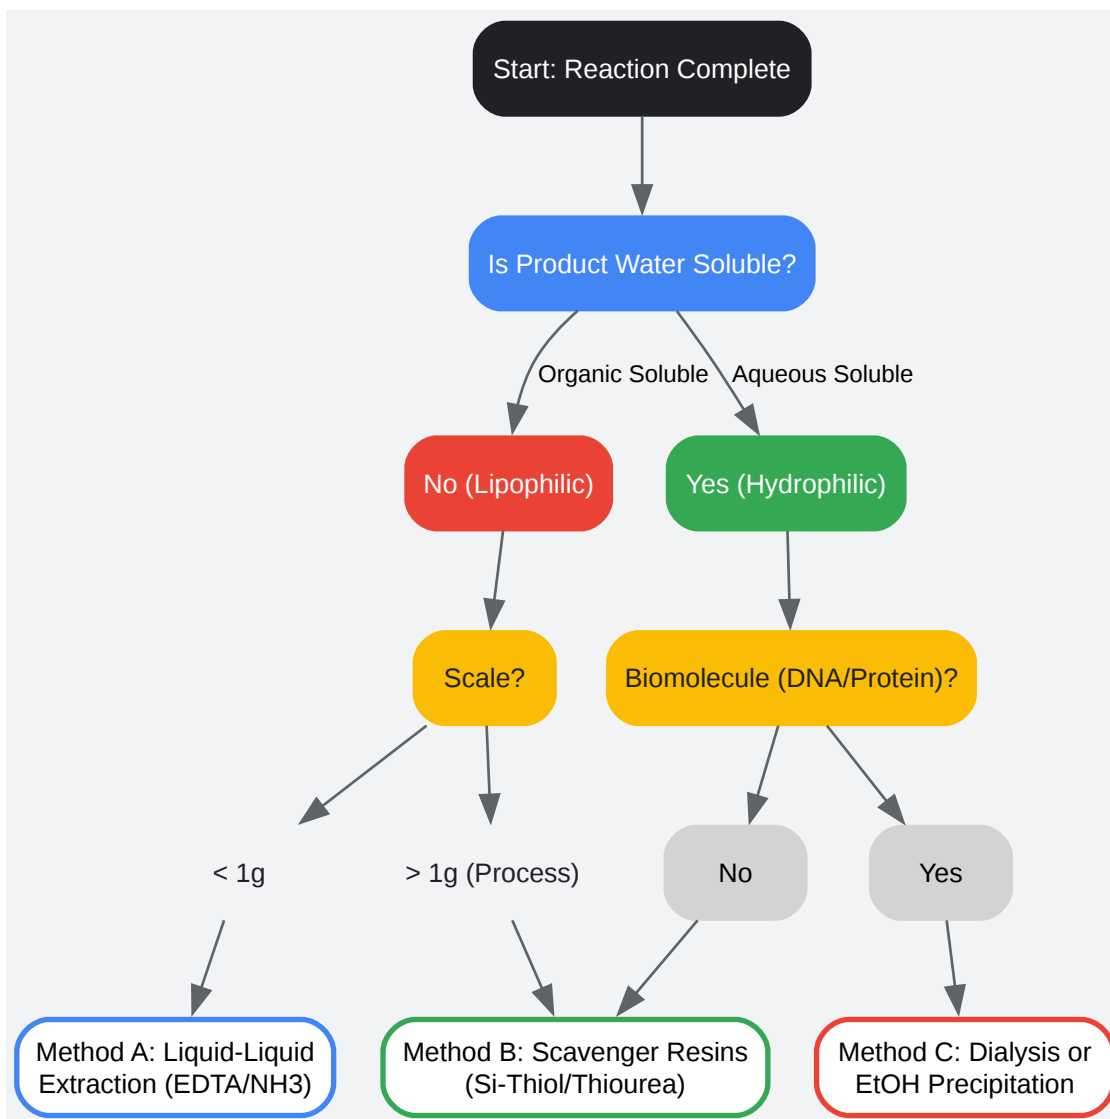 Start: Reaction Complete
Is Product Water Soluble?
Organic Soluble
Aqueous Soluble
No (Lipophilic)
Yes (Hydrophilic)
Scale?
Biomolecule (DNA/Protein)?
< 1g
> 1g (Process)
No
Yes
Method A: Liquid-Liquid
Extraction (EDTA/NH3)
Method B: Scavenger Resins
(Si-Thiol/Thiourea)
Method C: Dialysis or
EtOH Precipitation